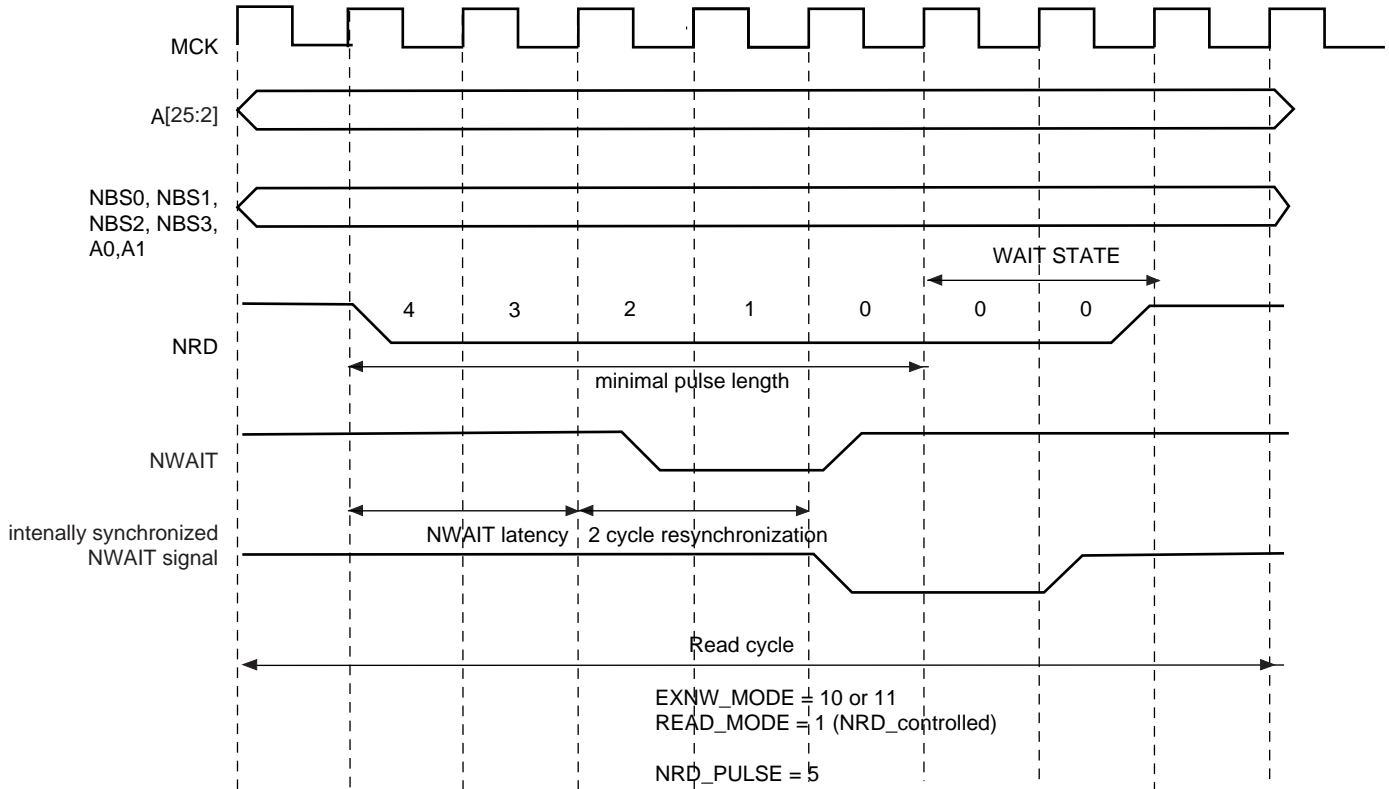 MCK
A[25:2]
NBS0, NBS1,
NBS2, NBS3,
A0,A1
WAIT STATE
4 3 2 1 0 0 0
NRD
minimal pulse length
NWAIT
intenally synchronized
NWAIT signal
NWAIT latency 2 cycle resynchronization
Read cycle
EXNW_MODE = 10 or 11
READ_MODE = 1 (NRD_controlled)
NRD_PULSE = 5